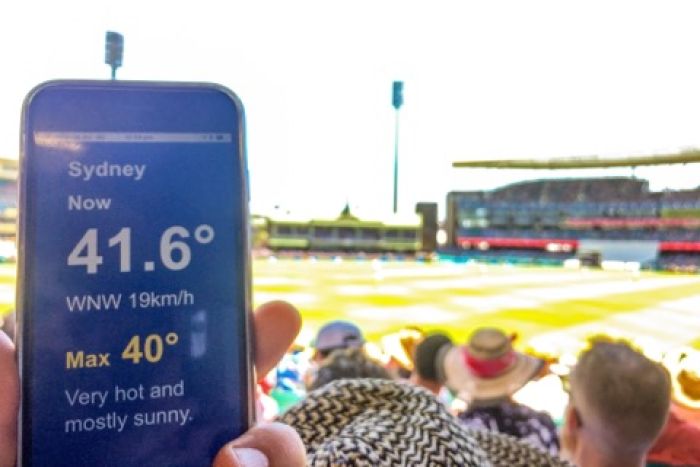 Sydney
Now
41.6°
WNW 19km/h
Max 40°
Very hot and
mostly sunny.